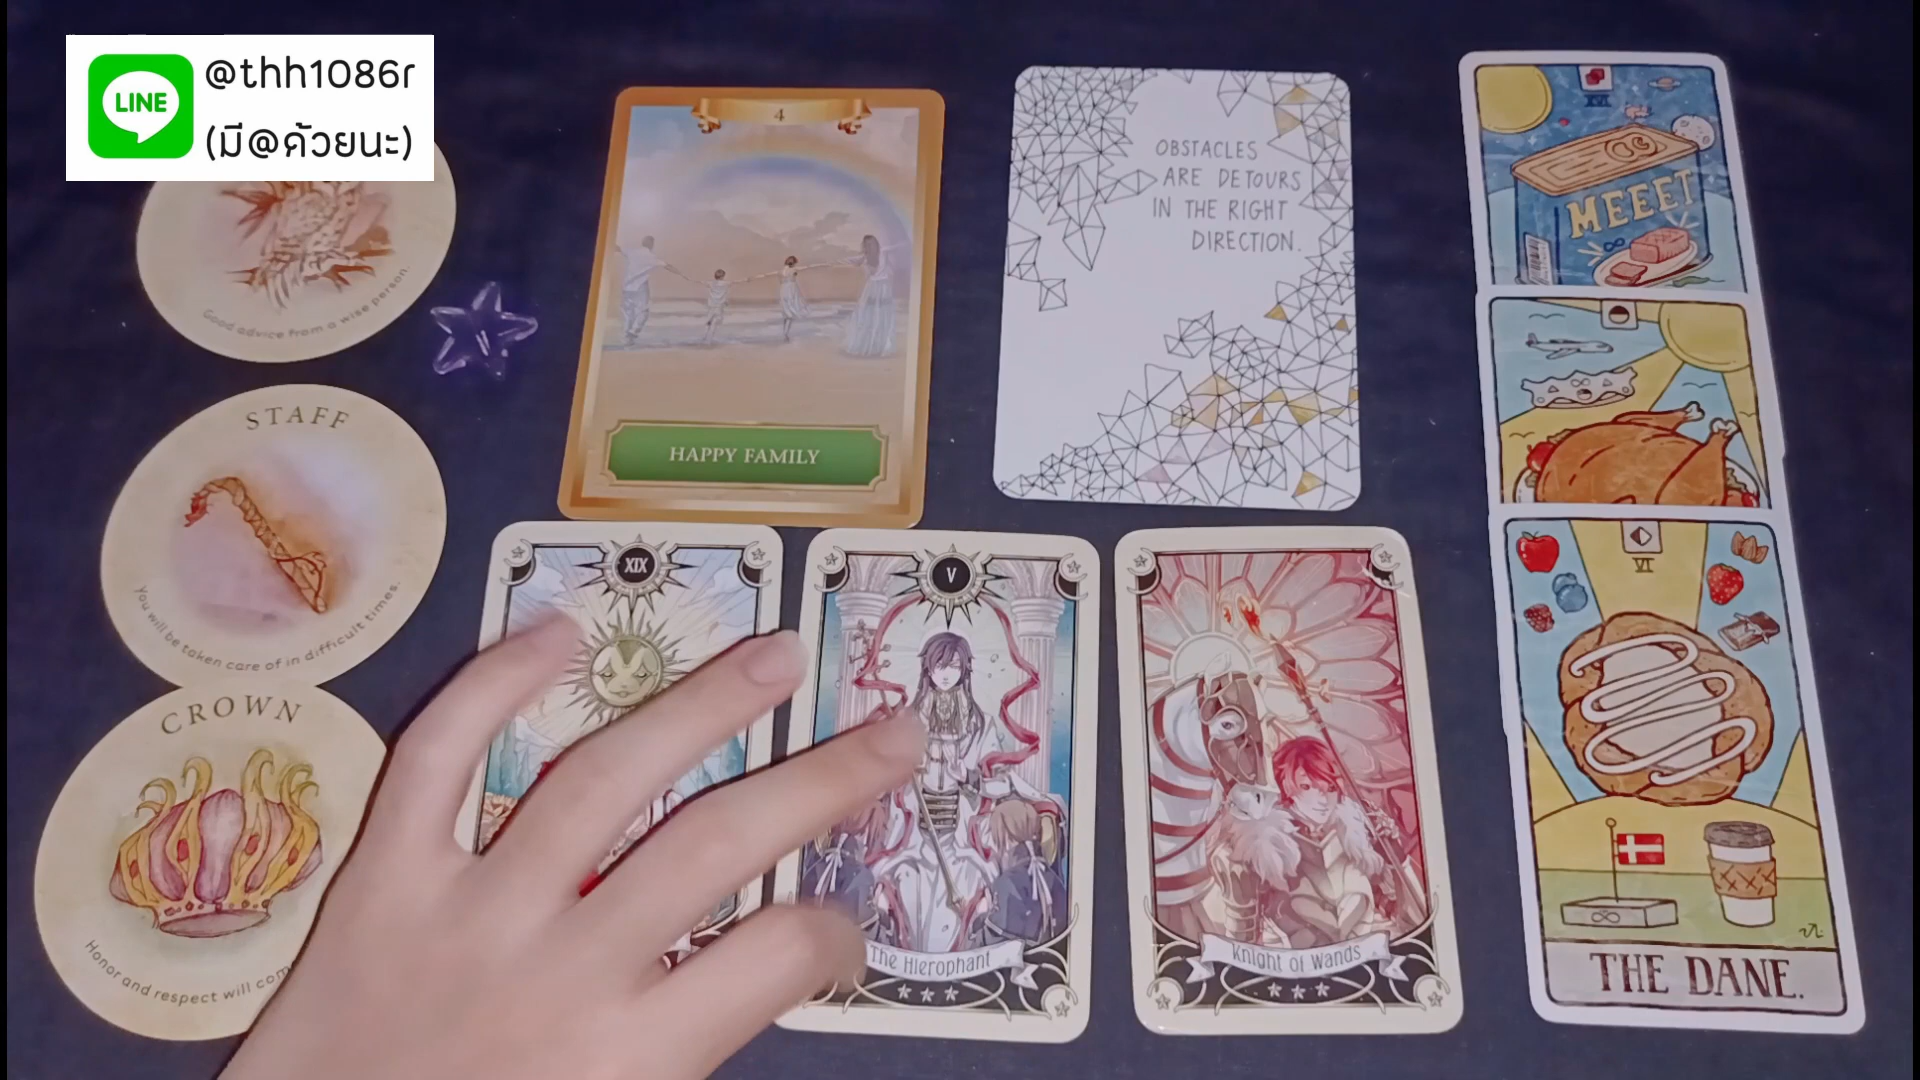 LINE
@thh1086r
(มี@ด้วยนะ)
Good advice from a wise person.
STAFF
You will be taken care of in difficult times.
CROWN
Honor and respect will
4
HAPPY FAMILY
OBSTACLES
ARE DETOURS
IN THE RIGHT
DIRECTION.
XIX
V
The Hierophant
Knight of Wands
XVI
MEEET
VI
THE DANE.